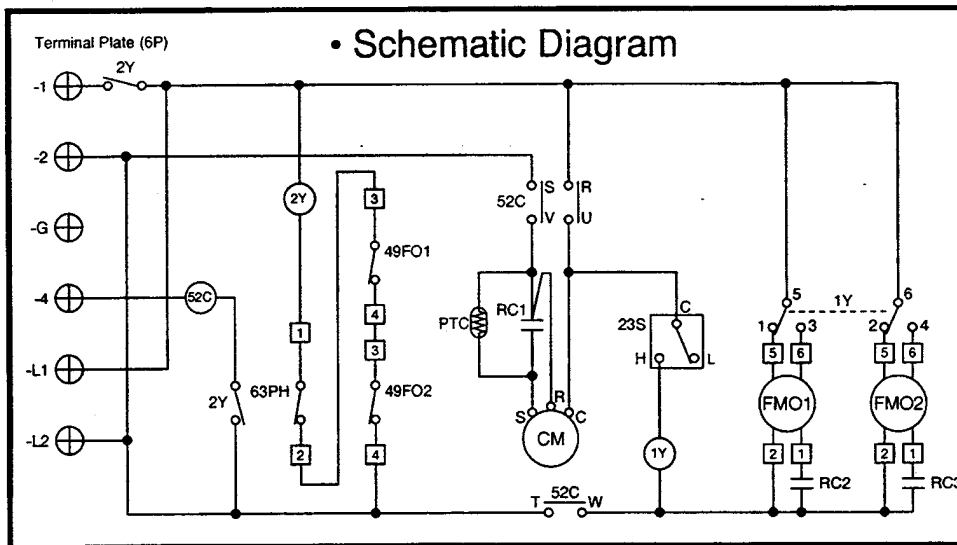 Terminal Plate (6P)
• Schematic Diagram
-1
2Y
-2
-G
-4
-L1
-L2
52C
2Y
2Y
1
63PH
2
3
49FO1
4
3
49FO2
4
S R
52C
V U
PTC
RC1
S R C
CM
C
23S
H L
1Y
T 52C W
5 6
1Y
1 3 2 4
5 6 5 6
FMO1 FMO2
2 1 2 1
RC2 RC3